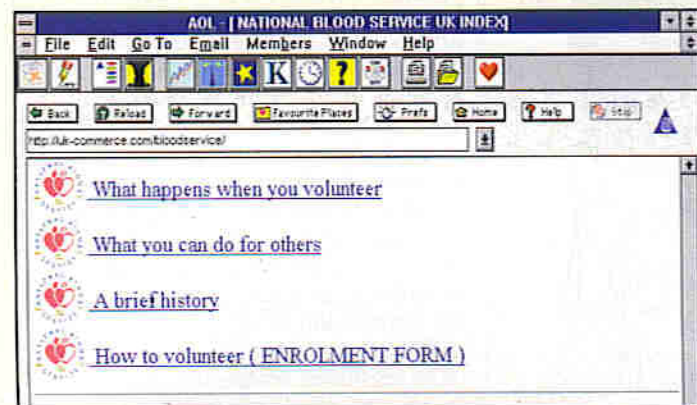 AOL - [NATIONAL BLOOD SERVICE UK INDEX]
File Edit Go To Email Members Window Help
Back Reload Forward Favourite Places Prefs Home Help Stop
http://uk-commerce.com/bloodservice/
What happens when you volunteer
What you can do for others
A brief history
How to volunteer ( ENROLMENT FORM )